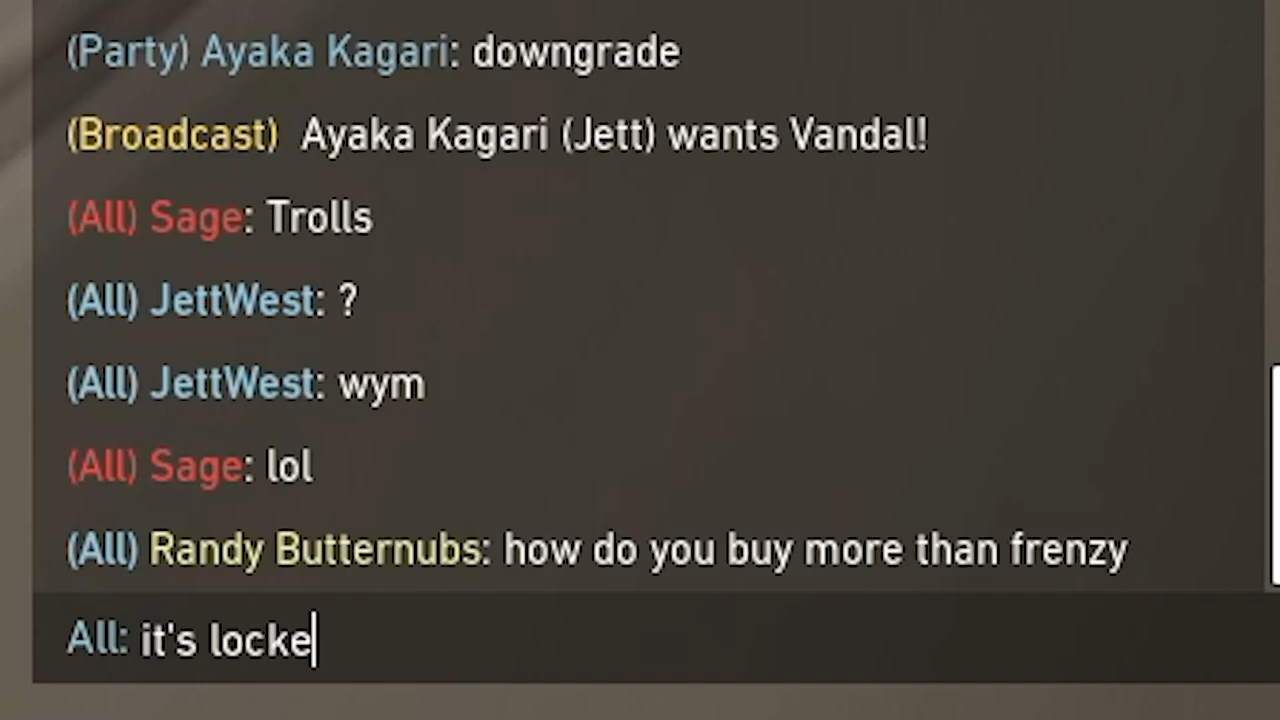 (Party) Ayaka Kagari: downgrade
(Broadcast) Ayaka Kagari (Jett) wants Vandal!
(All) Sage: Trolls
(All) JettWest: ?
(All) JettWest: wym
(All) Sage: lol
(All) Randy Butternubs: how do you buy more than frenzy
All: it's locke